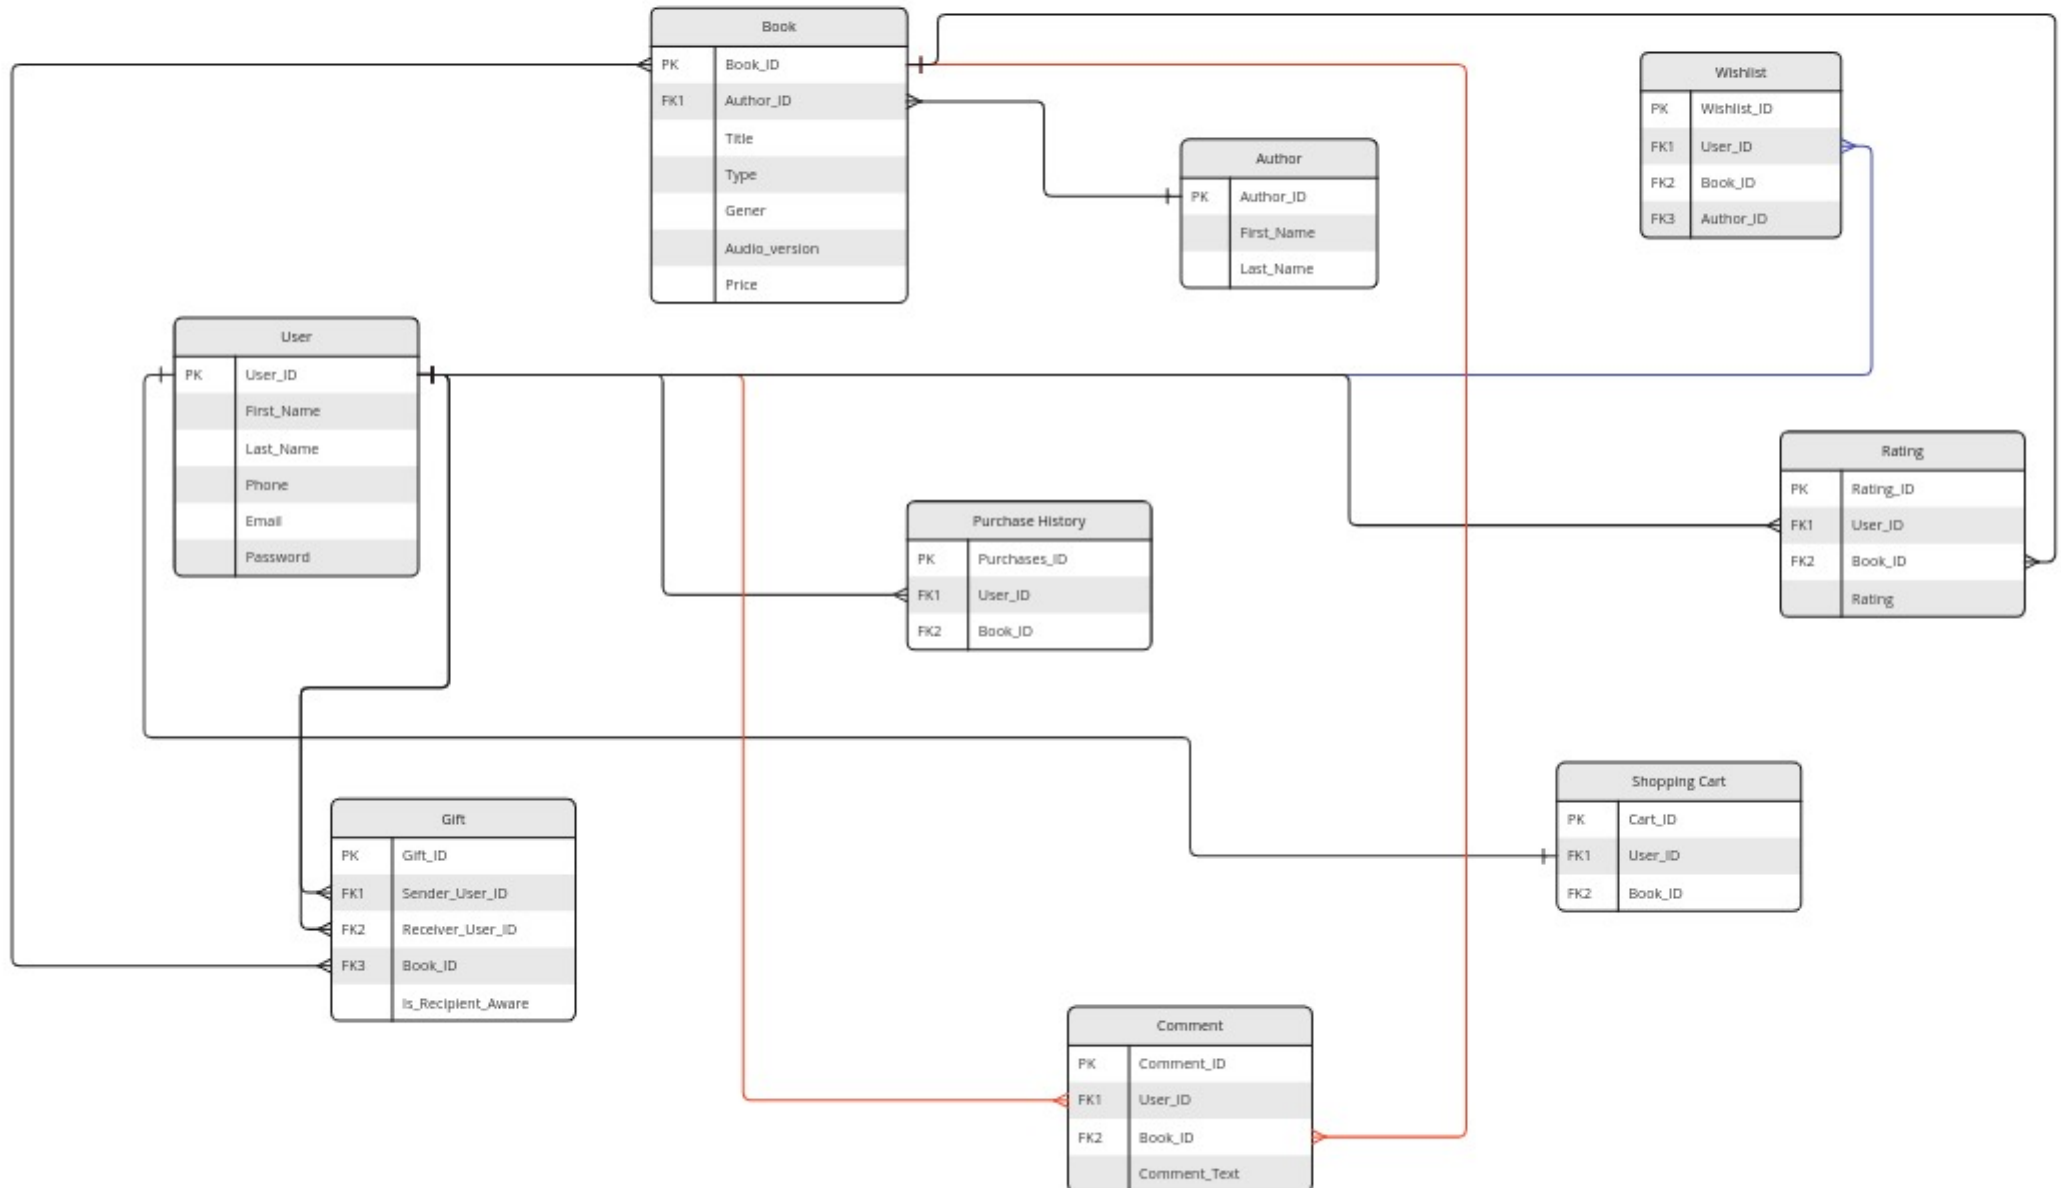 Book
PK Book_ID
FK1 Author_ID
Title
Type
Gener
Audio_version
Price
Wishlist
PK Wishlist_ID
FK1 User_ID
FK2 Book_ID
FK3 Author_ID
Author
PK Author_ID
First_Name
Last_Name
User
PK User_ID
First_Name
Last_Name
Phone
Email
Password
Rating
PK Rating_ID
FK1 User_ID
FK2 Book_ID
Rating
Purchase History
PK Purchases_ID
FK1 User_ID
FK2 Book_ID
Shopping Cart
PK Cart_ID
FK1 User_ID
FK2 Book_ID
Gift
PK Gift_ID
FK1 Sender_User_ID
FK2 Receiver_User_ID
FK3 Book_ID
Is_Recipient_Aware
Comment
PK Comment_ID
FK1 User_ID
FK2 Book_ID
Comment_Text